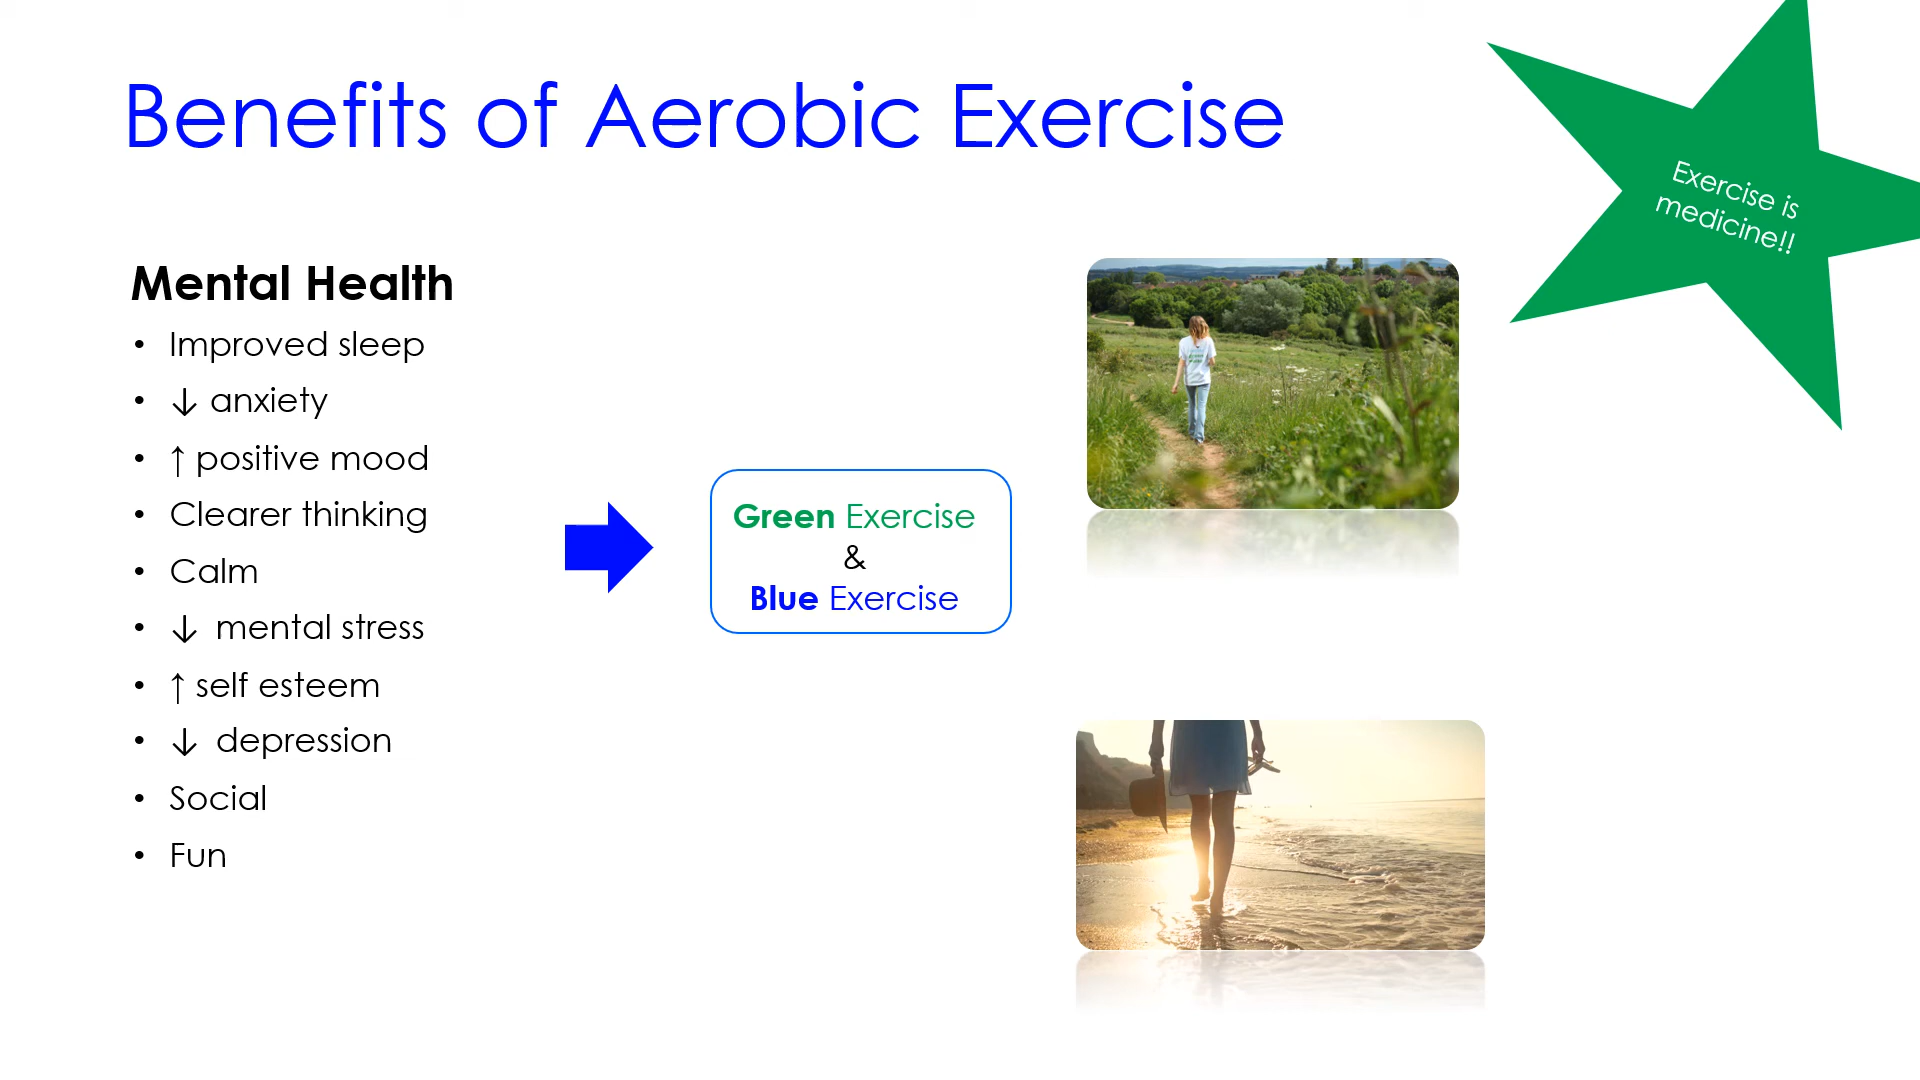 Benefits of Aerobic Exercise
Exercise is
medicine!!
Mental Health
• Improved sleep
• ↓ anxiety
• ↑ positive mood
• Clearer thinking
• Calm
• ↓ mental stress
• ↑ self esteem
• ↓ depression
• Social
• Fun
Green Exercise
&
Blue Exercise